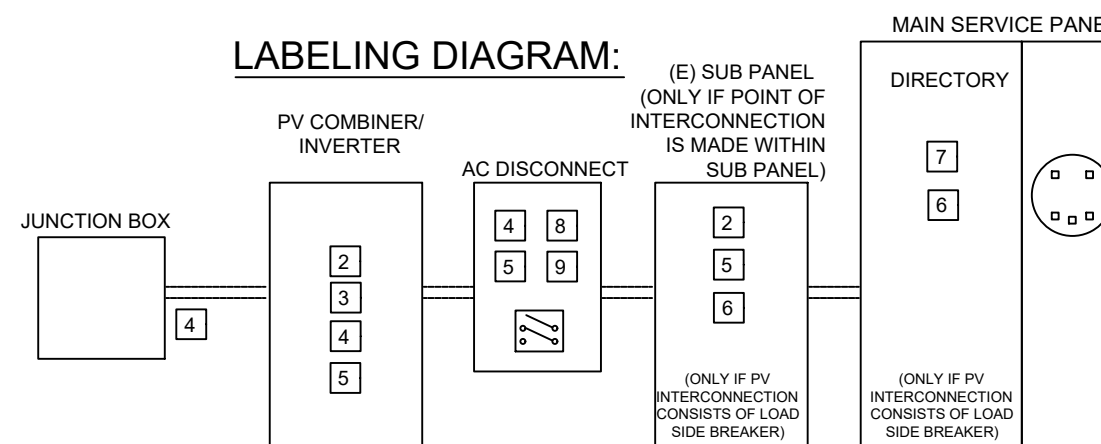 MAIN SERVICE PANE
LABELING DIAGRAM:
(E) SUB PANEL
(ONLY IF POINT OF
INTERCONNECTION
IS MADE WITHIN
SUB PANEL)
DIRECTORY
PV COMBINER/
INVERTER
AC DISCONNECT
JUNCTION BOX
4
2
3
4
5
4 8
5 9
2
5
6
(ONLY IF PV
INTERCONNECTION
CONSISTS OF LOAD
SIDE BREAKER)
7
6
(ONLY IF PV
INTERCONNECTION
CONSISTS OF LOAD
SIDE BREAKER)